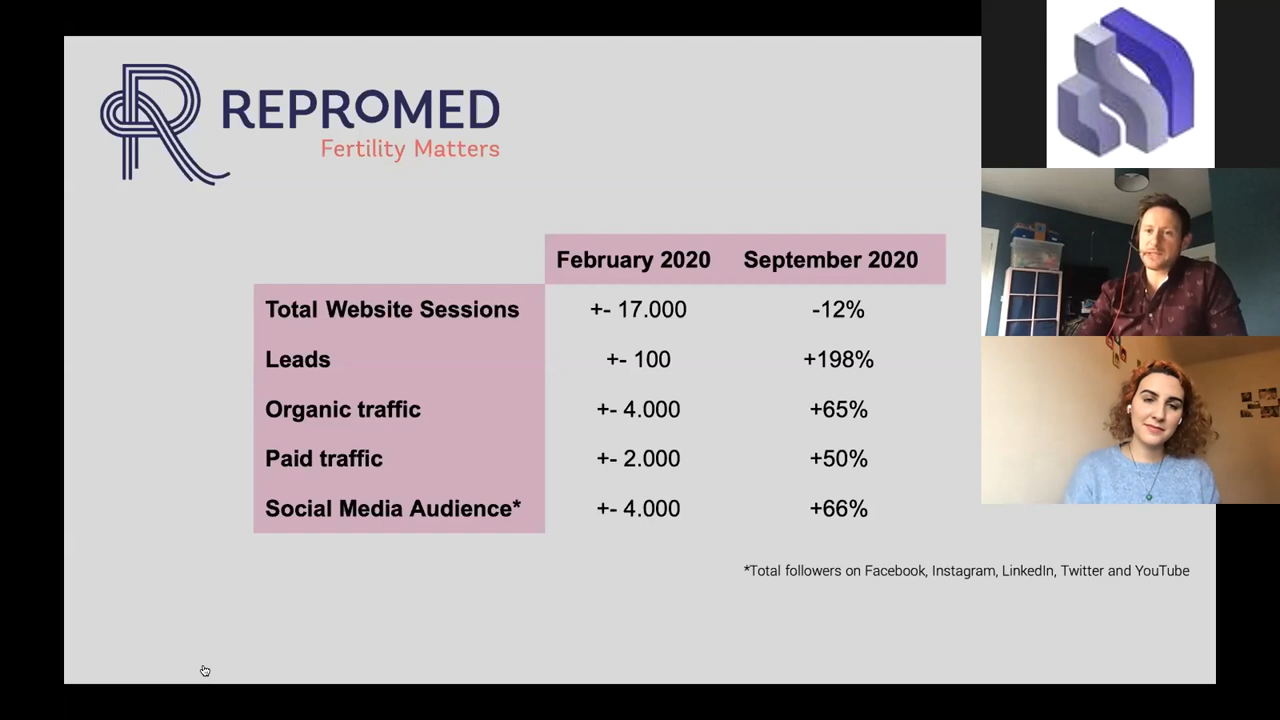 REPROMED
Fertility Matters
February 2020 September 2020
Total Website Sessions +- 17.000 -12%
Leads +- 100 +198%
Organic traffic +- 4.000 +65%
Paid traffic +- 2.000 +50%
Social Media Audience* +- 4.000 +66%
*Total followers on Facebook, Instagram, LinkedIn, Twitter and YouTube